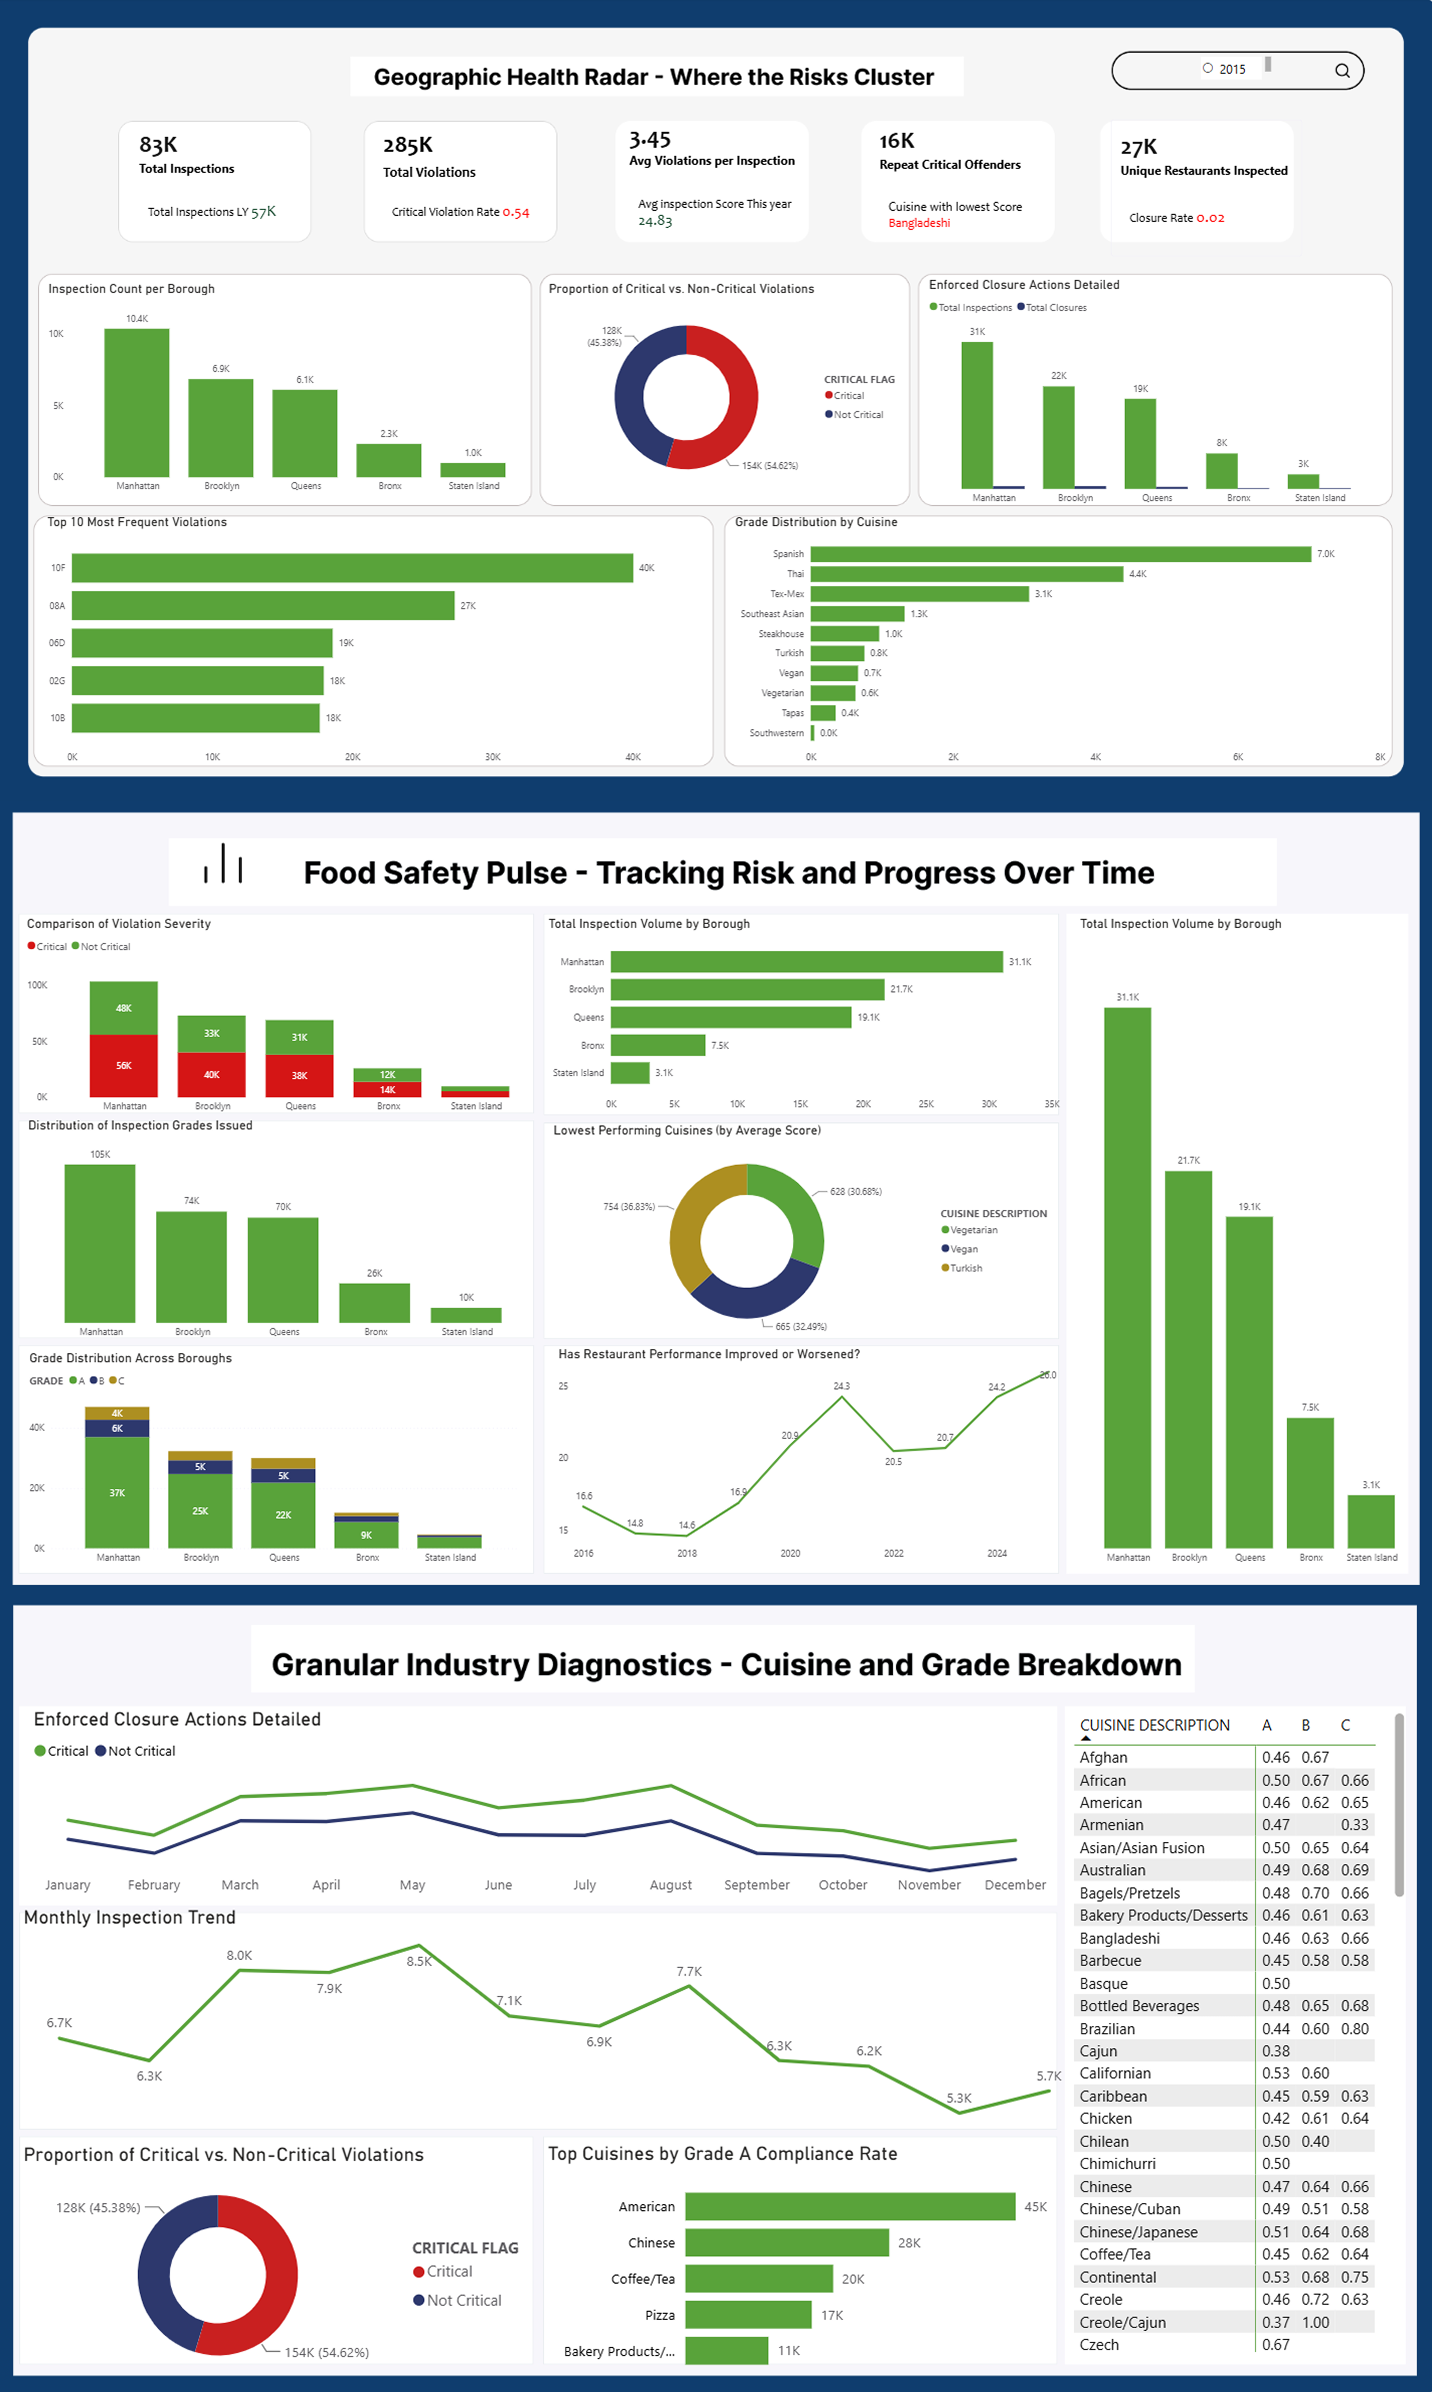 Geographic Health Radar - Where the Risks Cluster
2015
83K
Total Inspections
Total Inspections LY 57K
285K
Total Violations
Critical Violation Rate 0.54
3.45
Avg Violations per Inspection
Avg inspection Score This year
24.83
16K
Repeat Critical Offenders
Cuisine with lowest Score
Bangladeshi
27K
Unique Restaurants Inspected
Closure Rate 0.02
Inspection Count per Borough
10K
5K
0K
10.4K
6.9K
6.1K
2.3K
1.0K
Manhattan
Brooklyn
Queens
Bronx
Staten Island
Proportion of Critical vs. Non-Critical Violations
128K
(45.38%)
154K (54.62%)
CRITICAL FLAG
Critical
Not Critical
Enforced Closure Actions Detailed
Total Inspections Total Closures
31K
22K
19K
8K
3K
Manhattan
Brooklyn
Queens
Bronx
Staten Island
Top 10 Most Frequent Violations
10F 40K
08A 27K
06D 19K
02G 18K
10B 18K
0K 10K 20K 30K 40K
Grade Distribution by Cuisine
Spanish 7.0K
Thai 4.4K
Tex-Mex 3.1K
Southeast Asian 1.3K
Steakhouse 1.0K
Turkish 0.8K
Vegan 0.7K
Vegetarian 0.6K
Tapas 0.4K
Southwestern 0.0K
0K 2K 4K 6K 8K
Food Safety Pulse - Tracking Risk and Progress Over Time
Comparison of Violation Severity
Critical Not Critical
100K
50K
0K
48K
56K
33K
40K
31K
38K
12K
14K
Manhattan
Brooklyn
Queens
Bronx
Staten Island
Total Inspection Volume by Borough
Manhattan 31.1K
Brooklyn 21.7K
Queens 19.1K
Bronx 7.5K
Staten Island 3.1K
0K 5K 10K 15K 20K 25K 30K 35K
Total Inspection Volume by Borough
31.1K
21.7K
19.1K
7.5K
3.1K
Manhattan
Brooklyn
Queens
Bronx
Staten Island
Distribution of Inspection Grades Issued
105K
74K
70K
26K
10K
Manhattan
Brooklyn
Queens
Bronx
Staten Island
Lowest Performing Cuisines (by Average Score)
754 (36.83%)
628 (30.68%)
665 (32.49%)
CUISINE DESCRIPTION
Vegetarian
Vegan
Turkish
Grade Distribution Across Boroughs
GRADE A B C
40K
20K
0K
4K
6K
37K
5K
25K
5K
22K
9K
Manhattan
Brooklyn
Queens
Bronx
Staten Island
Has Restaurant Performance Improved or Worsened?
25
20
15
16.6
14.8
14.6
16.9
20.9
24.3
20.5
20.7
24.2
26.0
2016 2018 2020 2022 2024
Granular Industry Diagnostics - Cuisine and Grade Breakdown
Enforced Closure Actions Detailed
Critical Not Critical
January February March April May June July August September October November December
Monthly Inspection Trend
6.7K
6.3K
8.0K
7.9K
8.5K
7.1K
6.9K
7.7K
6.3K
6.2K
5.3K
5.7K
Proportion of Critical vs. Non-Critical Violations
128K (45.38%)
154K (54.62%)
CRITICAL FLAG
Critical
Not Critical
Top Cuisines by Grade A Compliance Rate
American 45K
Chinese 28K
Coffee/Tea 20K
Pizza 17K
Bakery Products/... 11K
CUISINE DESCRIPTION A B C
Afghan 0.46 0.67
African 0.50 0.67 0.66
American 0.46 0.62 0.65
Armenian 0.47 0.33
Asian/Asian Fusion 0.50 0.65 0.64
Australian 0.49 0.68 0.69
Bagels/Pretzels 0.48 0.70 0.66
Bakery Products/Desserts 0.46 0.61 0.63
Bangladeshi 0.46 0.63 0.66
Barbecue 0.45 0.58 0.58
Basque 0.50
Bottled Beverages 0.48 0.65 0.68
Brazilian 0.44 0.60 0.80
Cajun 0.38
Californian 0.53 0.60
Caribbean 0.45 0.59 0.63
Chicken 0.42 0.61 0.64
Chilean 0.50 0.40
Chimichurri 0.50
Chinese 0.47 0.64 0.66
Chinese/Cuban 0.49 0.51 0.58
Chinese/Japanese 0.51 0.64 0.68
Coffee/Tea 0.45 0.62 0.64
Continental 0.53 0.68 0.75
Creole 0.46 0.72 0.63
Creole/Cajun 0.37 1.00
Czech 0.67